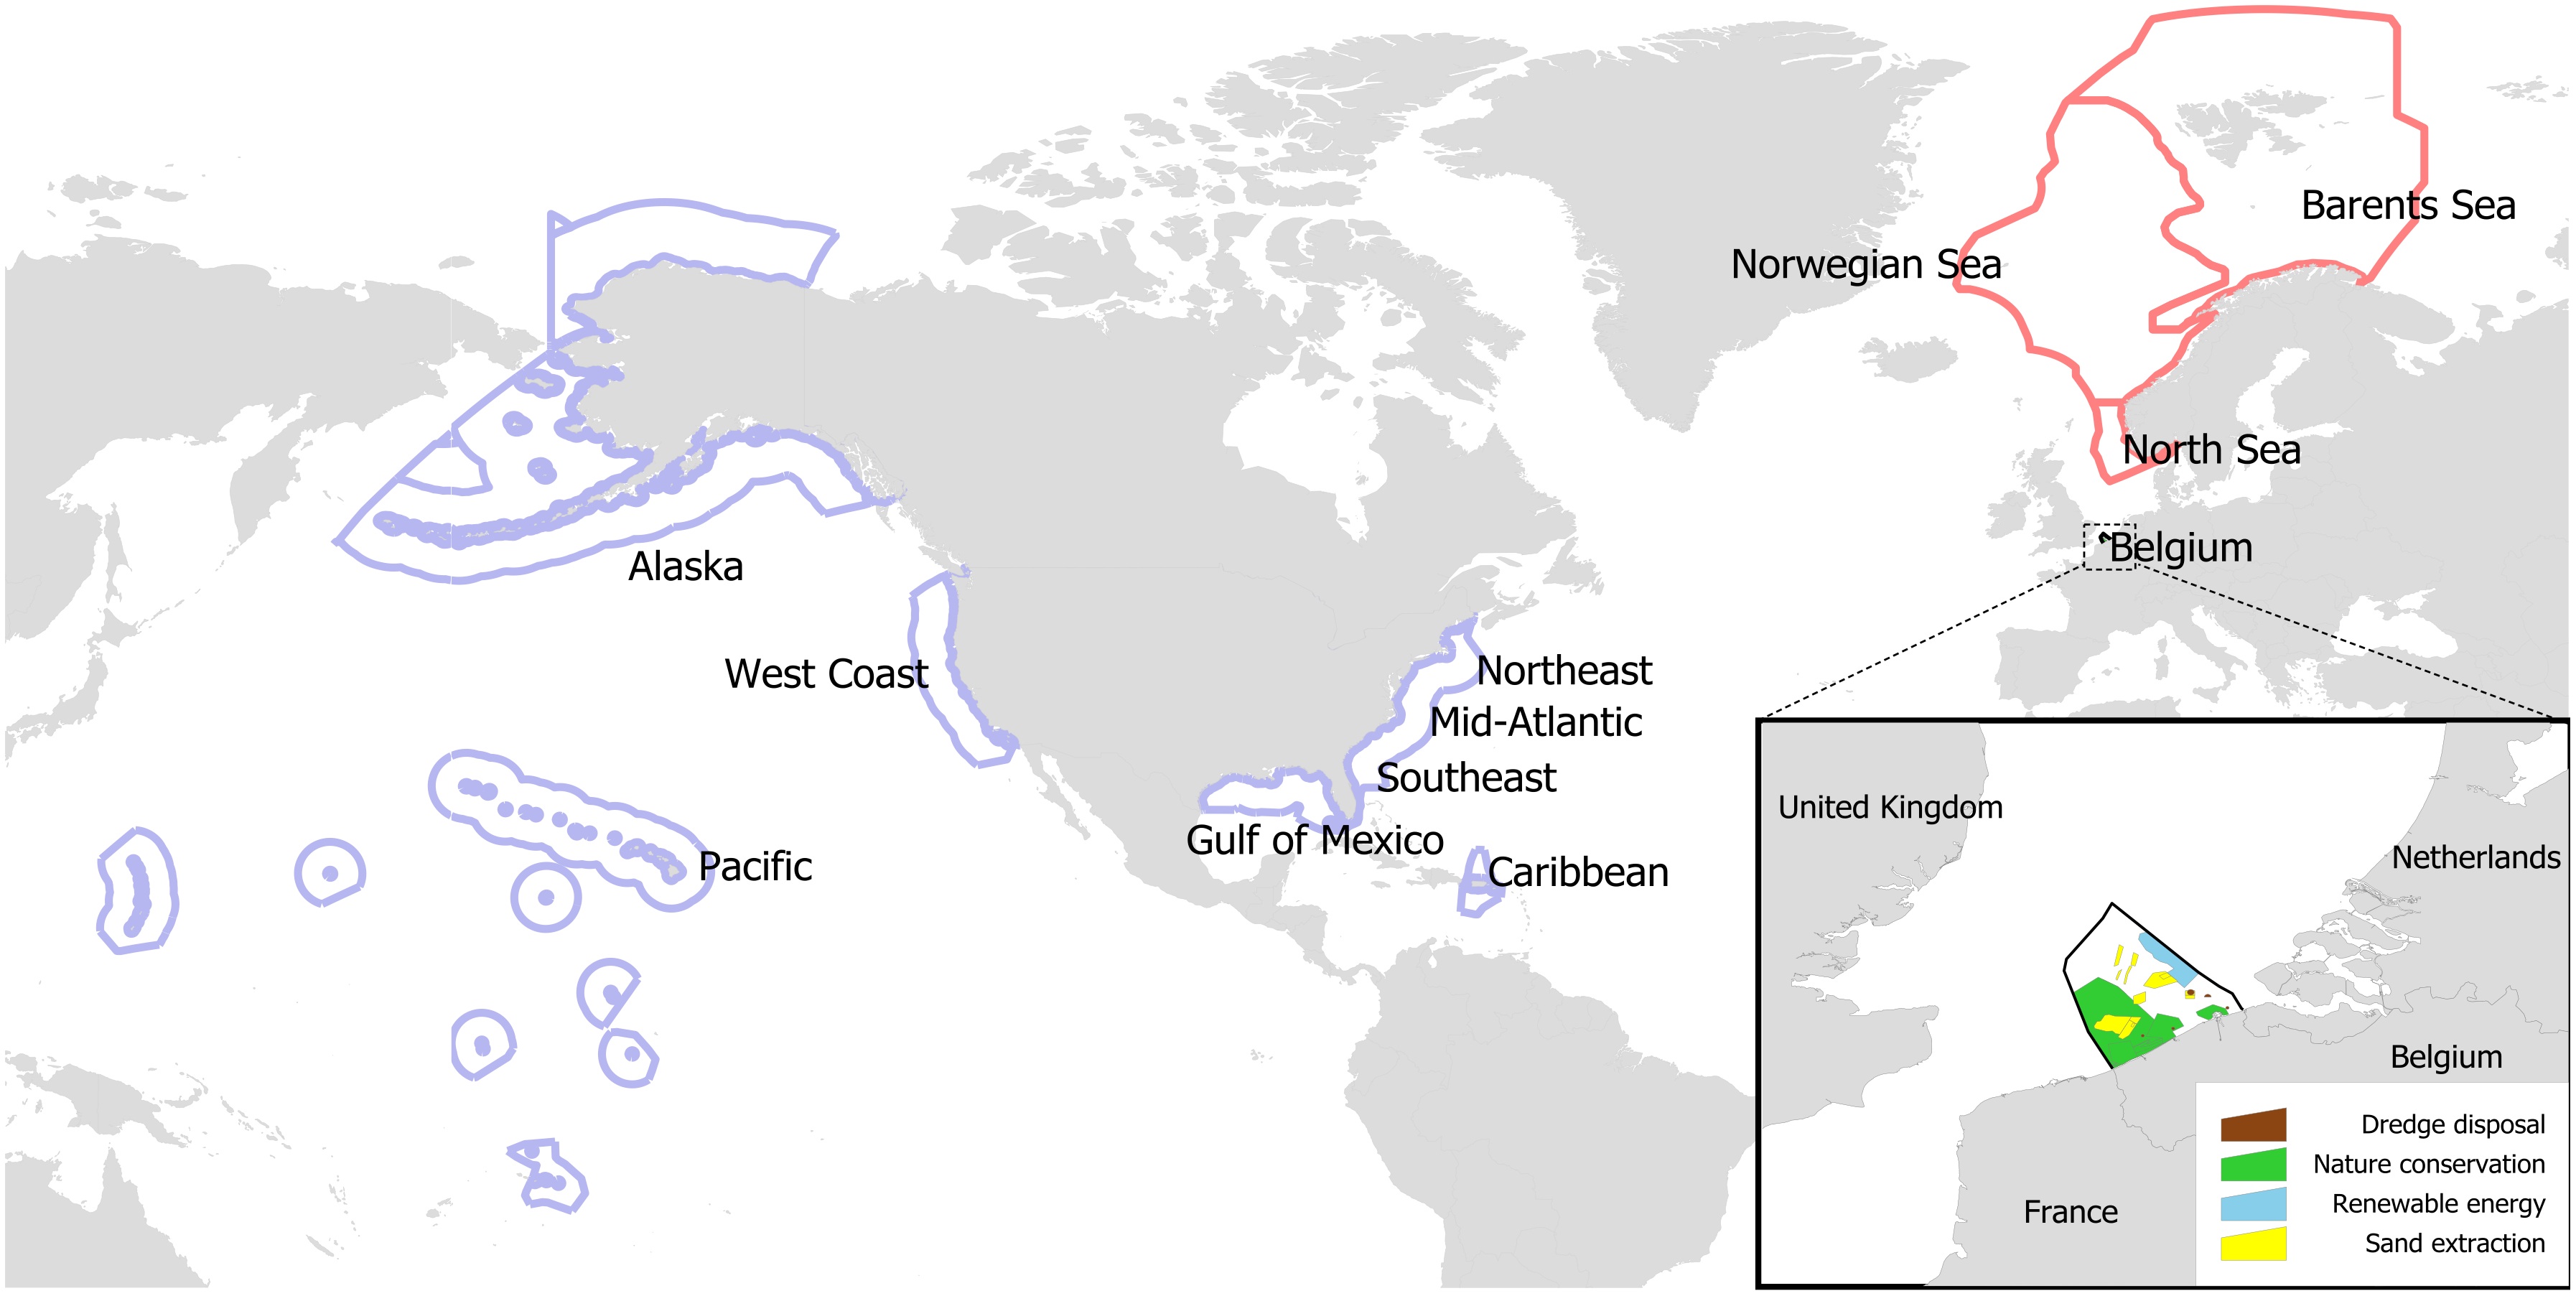 Barents Sea
Norwegian Sea
North Sea
Belgium
Alaska
West Coast
Northeast
Mid-Atlantic
Southeast
Gulf of Mexico
Pacific
Caribbean
United Kingdom
Netherlands
Belgium
France
Dredge disposal
Nature conservation
Renewable energy
Sand extraction